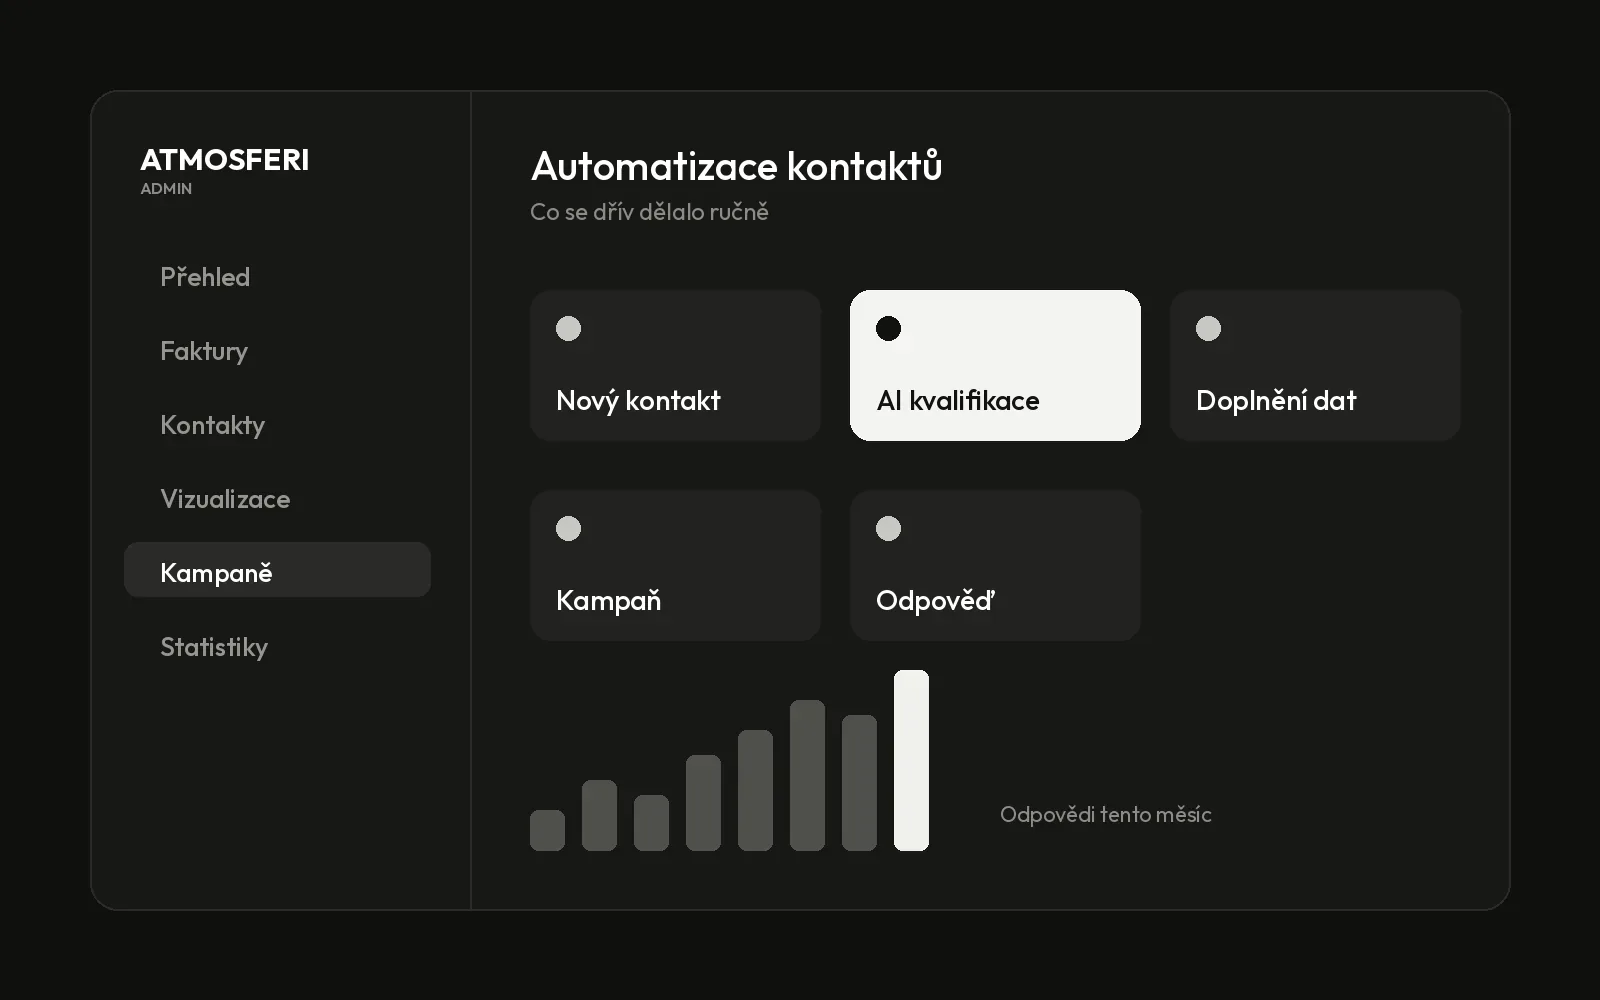 ATMOSFERI
ADMIN
Přehled
Faktury
Kontakty
Vizualizace
Kampaně
Statistiky
Automatizace kontaktů
Co se dřív dělalo ručně
Nový kontakt
AI kvalifikace
Doplnění dat
Kampaň
Odpověď
Odpovědi tento měsíc